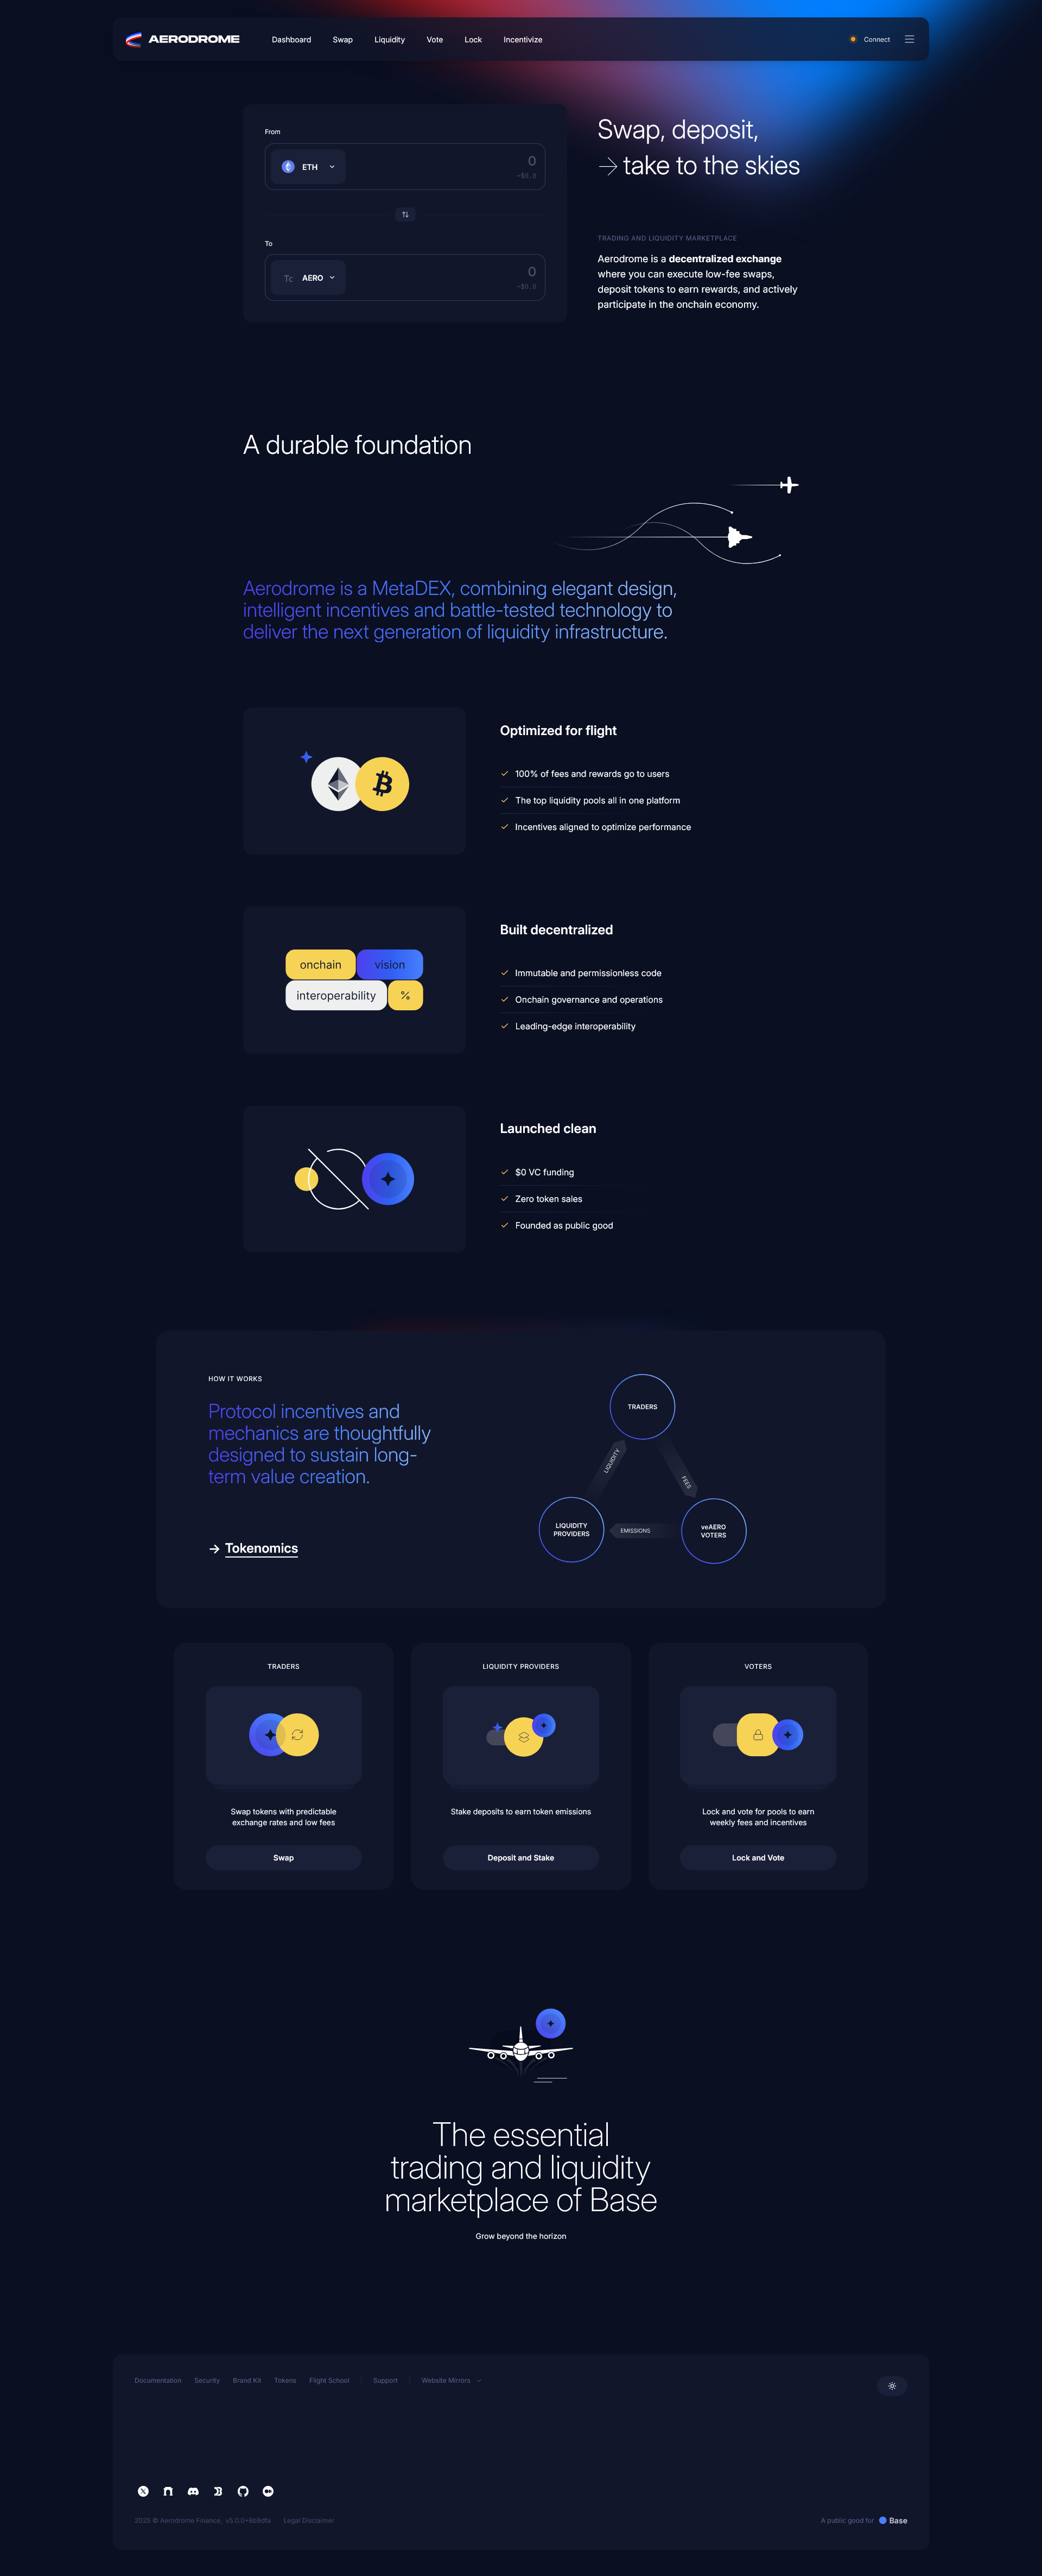 AERODROME
Dashboard
Swap
Liquidity
Vote
Lock
Incentivize
Connect
From
ETH
0
~$0.0
To
Tc
AERO
0
~$0.0
Swap, deposit,
→ take to the skies
TRADING AND LIQUIDITY MARKETPLACE
Aerodrome is a decentralized exchange
where you can execute low-fee swaps,
deposit tokens to earn rewards, and actively
participate in the onchain economy.
A durable foundation
Aerodrome is a MetaDEX, combining elegant design,
intelligent incentives and battle-tested technology to
deliver the next generation of liquidity infrastructure.
Optimized for flight
100% of fees and rewards go to users
The top liquidity pools all in one platform
Incentives aligned to optimize performance
onchain
vision
interoperability
%
Built decentralized
Immutable and permissionless code
Onchain governance and operations
Leading-edge interoperability
Launched clean
$0 VC funding
Zero token sales
Founded as public good
HOW IT WORKS
Protocol incentives and
mechanics are thoughtfully
designed to sustain long-
term value creation.
→ Tokenomics
TRADERS
LIQUIDITY
FEES
LIQUIDITY
PROVIDERS
EMISSIONS
veAERO
VOTERS
TRADERS
Swap tokens with predictable
exchange rates and low fees
Swap
LIQUIDITY PROVIDERS
Stake deposits to earn token emissions
Deposit and Stake
VOTERS
Lock and vote for pools to earn
weekly fees and incentives
Lock and Vote
The essential
trading and liquidity
marketplace of Base
Grow beyond the horizon
Documentation
Security
Brand Kit
Tokens
Flight School
Support
Website Mirrors
2025 © Aerodrome Finance,
Legal Disclaimer
A public good for
Base